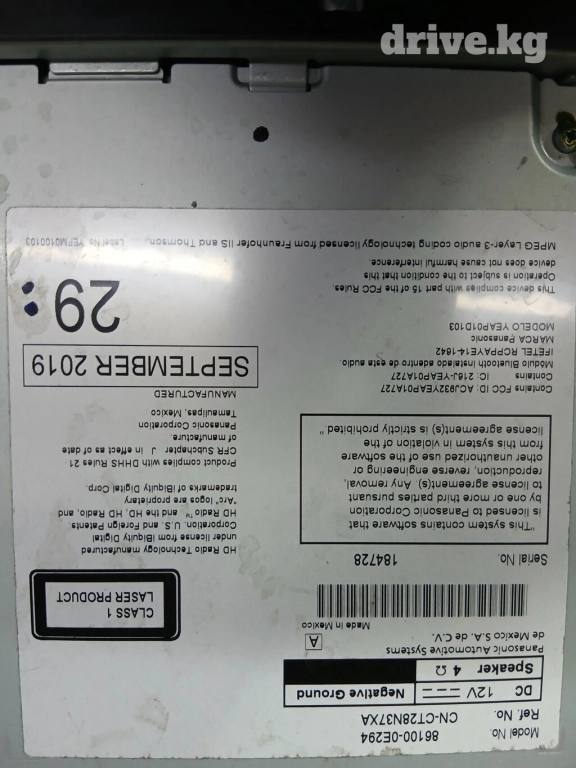 drive.kg
Model No. 86100-0E294
Ref. No. CN-CT28N37XA
DC 12V Negative Ground
Speaker 4 Ω
Panasonic Automotive Systems
de Mexico S.A. de C.V.
A
Made in Mexico
Serial No. 184728
"This system contains software that
is licensed to Panasonic Corporation
by one or more third parties pursuant
to license agreement(s). Any removal,
reproduction, reverse engineering or
other unauthorized use of the software
from this system in violation of the
license agreement(s) is strictly prohibited."
Contains FCC ID: ACJ932YEAP01A727
Contains IC: 216J-YEAP01A727
Módulo Bluetooth instalado adentro de este modulo audio.
IFETEL RCPPAYE14-1642
MARCA Panasonic
MODELO YEAP01D103
This device complies with part 15 of the FCC Rules.
Operation is subject to the condition that this
device does not cause harmful interference.
MPEG Layer-3 audio coding technology licensed from Fraunhofer IIS and Thomson.
Label No. YEFM0100103
CLASS 1
LASER PRODUCT
HD Radio Technology manufactured
under license from iBiquity Digital
Corporation. U.S. and Foreign Patents
HD Radio™ and the HD, HD Radio, and
"Arc" logos are proprietary
trademarks of iBiquity Digital Corp.
Product complies with DHHS Rules 21
CFR Subchapter J in effect as of date
of manufacture.
Panasonic Corporation
Tamaulipas, Mexico
MANUFACTURED
SEPTEMBER 2019
29: